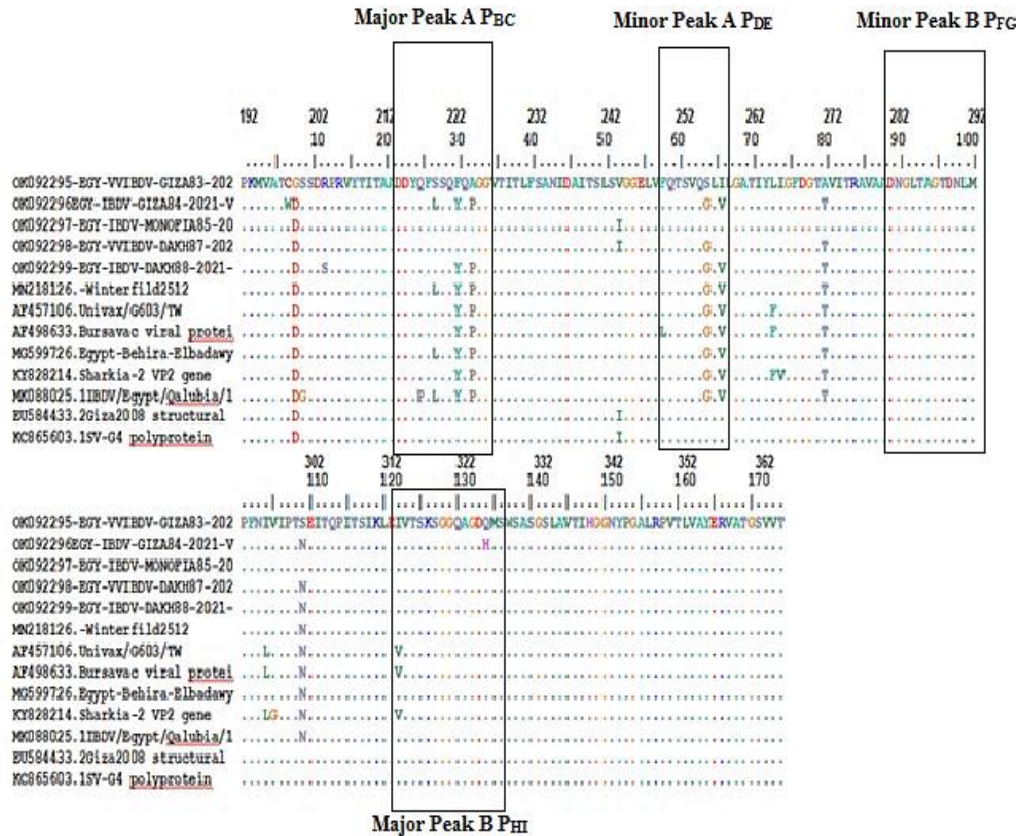 Major Peak A PBC
Minor Peak A PDE
Minor Peak B PFG
192 202 212 222 232 242 252 262 272 282 292
10 20 30 40 50 60 70 80 90 100
OK092295-EGY-VVIBDV-GIZA83-202 PKMVATCGSSDRPRVYTITAADDYQFSSQFQAGGVTITLFSANIDAITSLSVGGELVFQTSVQSLILGATIYLIGFDGTAVITRAVAADNGLTAGTDNLM
OK092296EGY-IBDV-GIZA84-2021-V ......WD..................L..Y.P...............................G.V.............T....................
OK092297-EGY-IBDV-MONOFIA85-20 .......D...........................................I................................................
OK092298-EGY-VVIBDV-DAKH87-202 .......D...........................................I...........G...............T....................
OK092299-EGY-IBDV-DAKH88-2021- .......D...S.................Y.P...............................G.V.............T....................
MN218126.-Winterfild2512 .......D..................L..Y.P...............................G.V.............T....................
AF457106.Univax/G603/TW .......D.....................Y.P...............................G.V......F......T....................
AF498633.Bursavac viral protei .......D.....................Y.P.........................L.....G.V......F......T....................
MG599726.Egypt-Behira-Elbadawy .......D..................L..Y.P...............................G.V.............T....................
KY828214.Sharkia-2 VP2 gene .......D.....................Y.P...............................G.V......FV.....T....................
MK088025.1IBDV/Egypt/Qalubia/1 .......DG...............P.L..Y.P...............................G.V.............T....................
EU584433.2Giza2008 structural .......D...........................................I................................................
KC865603.1SV-G4 polyprotein .......D...........................................I................................................
302 312 322 332 342 352 362
110 120 130 140 150 160 170
OK092295-EGY-VVIBDV-GIZA83-202 PFNIVIPTSEITQPITSIKLEIVTSKSGGQAGDQMSWSASGSLAVTIHGGNYPGALRPVTLVAYERVATGSVVT
OK092296EGY-IBDV-GIZA84-2021-V ........N........................H........................................
OK092297-EGY-IBDV-MONOFIA85-20 ..........................................................................
OK092298-EGY-VVIBDV-DAKH87-202 ........N.................................................................
OK092299-EGY-IBDV-DAKH88-2021- ........N.................................................................
MN218126.-Winterfild2512 ........N.................................................................
AF457106.Univax/G603/TW ...L....N............V....................................................
AF498633.Bursavac viral protei ...L....N............V....................................................
MG599726.Egypt-Behira-Elbadawy ........N.................................................................
KY828214.Sharkia-2 VP2 gene ...LG...N............V....................................................
MK088025.1IBDV/Egypt/Qalubia/1 ........N.................................................................
EU584433.2Giza2008 structural ..........................................................................
KC865603.1SV-G4 polyprotein ..........................................................................
Major Peak B PHI